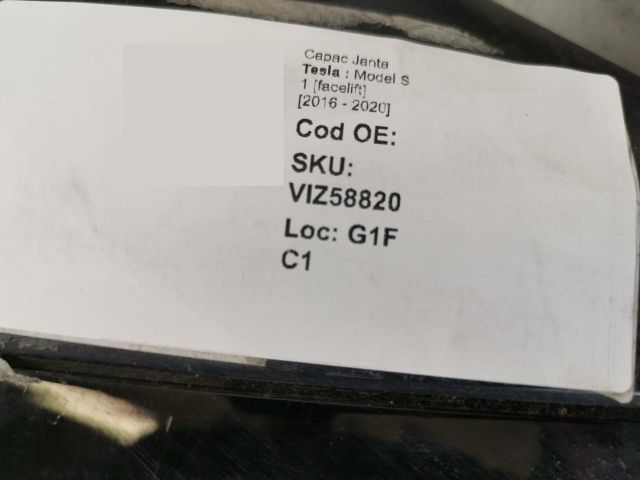 Capac Janta
Tesla : Model S
1 [facelift]
[2016 - 2020]
Cod OE:
SKU:
VIZ58820
Loc: G1F
C1